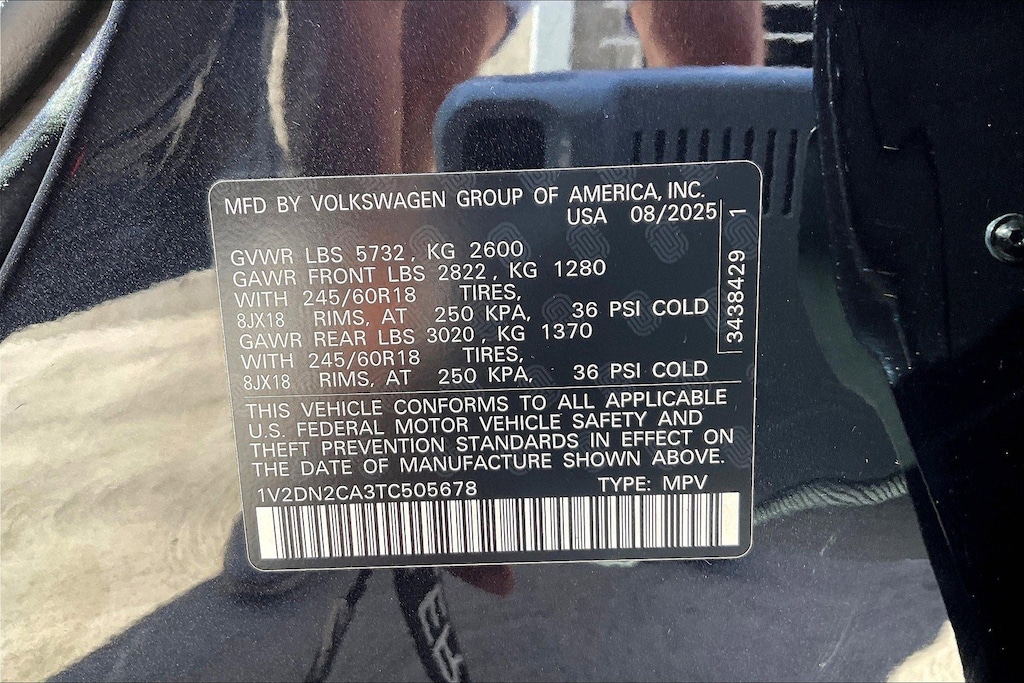 MFD BY VOLKSWAGEN GROUP OF AMERICA, INC.
USA 08/2025
GVWR LBS 5732, KG 2600
GAWR FRONT LBS 2822, KG 1280
WITH 245/60R18 TIRES,
8JX18 RIMS, AT 250 KPA, 36 PSI COLD
GAWR REAR LBS 3020, KG 1370
WITH 245/60R18 TIRES,
8JX18 RIMS, AT 250 KPA, 36 PSI COLD
3438429 1
THIS VEHICLE CONFORMS TO ALL APPLICABLE
U.S. FEDERAL MOTOR VEHICLE SAFETY AND
THEFT PREVENTION STANDARDS IN EFFECT ON
THE DATE OF MANUFACTURE SHOWN ABOVE.
1V2DN2CA3TC505678 TYPE: MPV